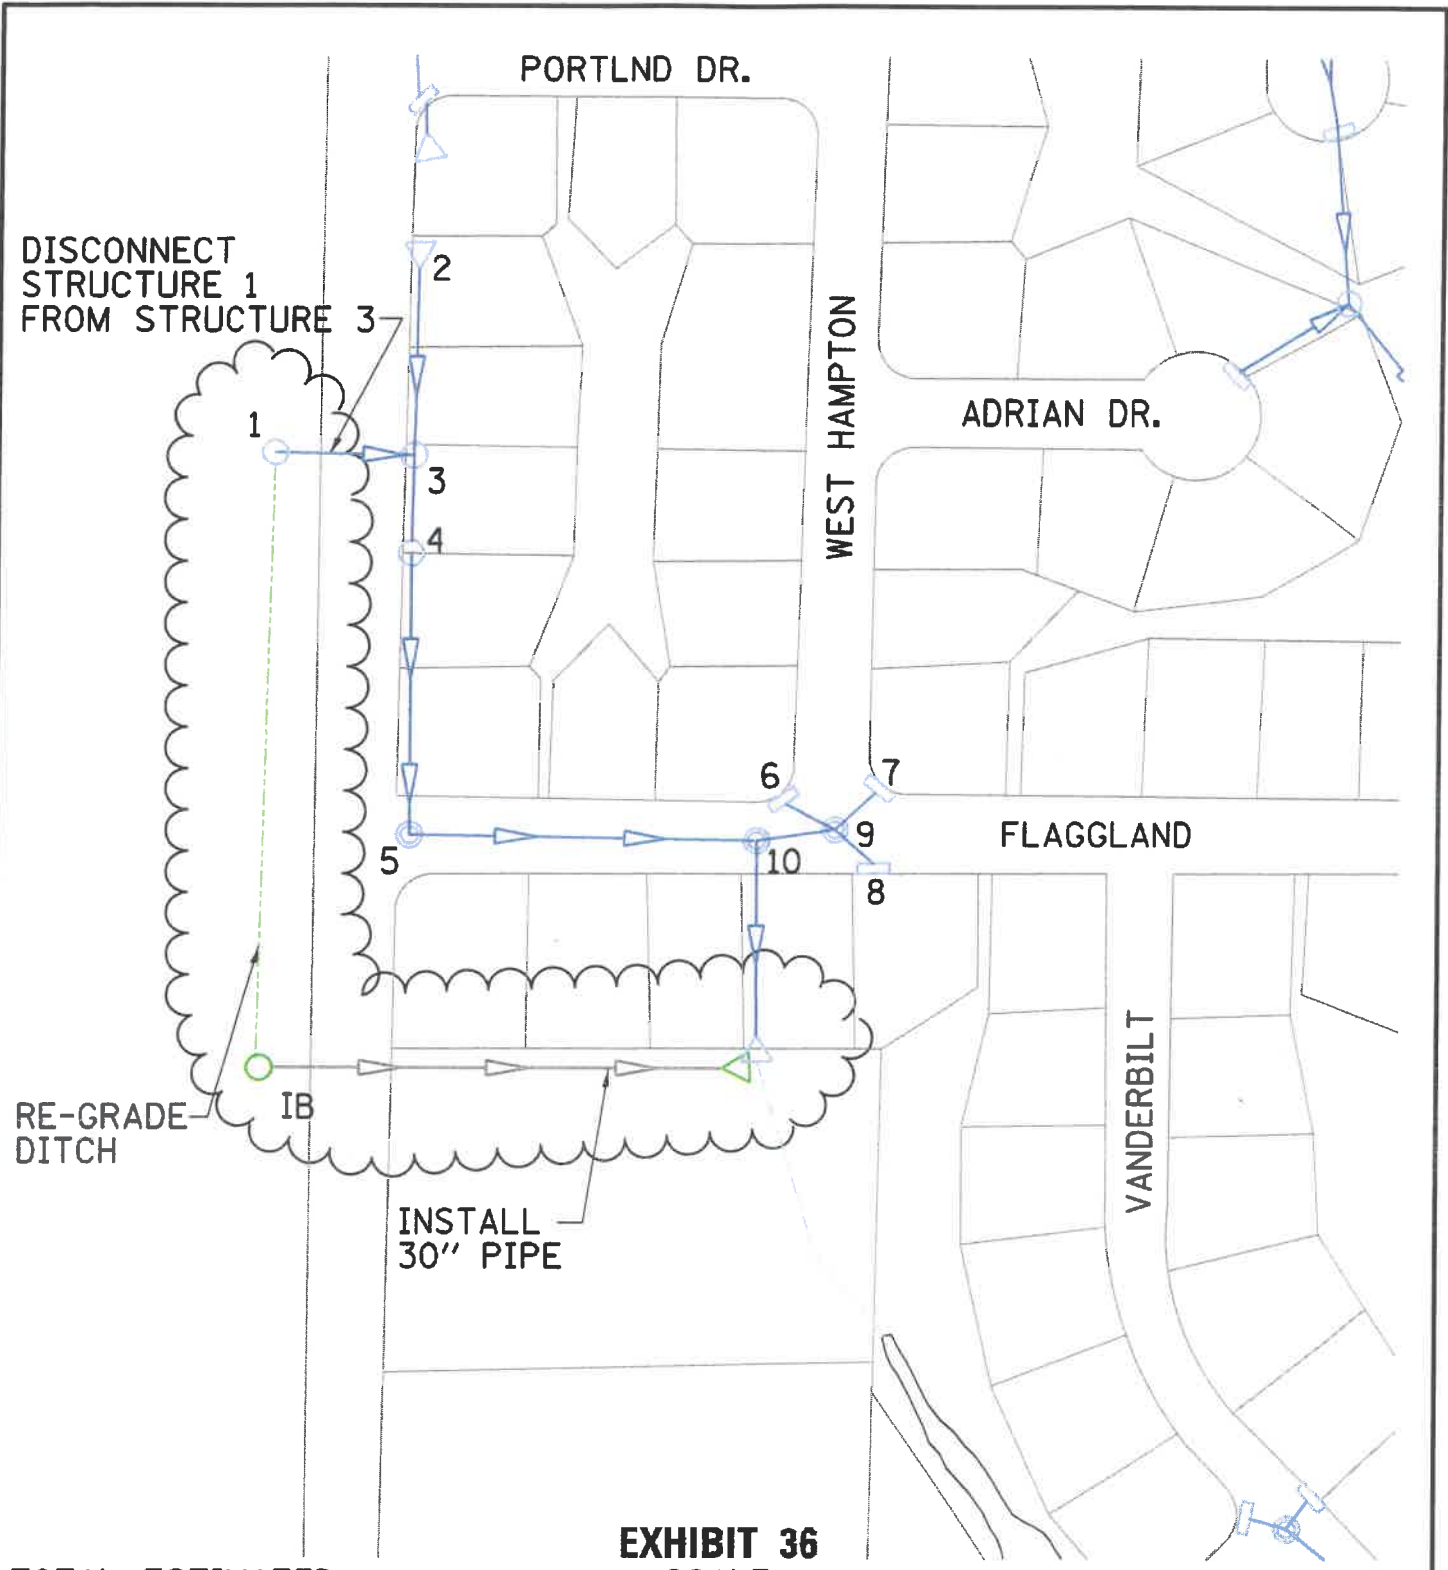 PORTLND DR.
DISCONNECT
STRUCTURE 1
FROM STRUCTURE 3
2
1
3
4
WEST HAMPTON
ADRIAN DR.
6
7
5
10
9
8
FLAGGLAND
IB
RE-GRADE
DITCH
VANDERBILT
INSTALL
30" PIPE
EXHIBIT 36